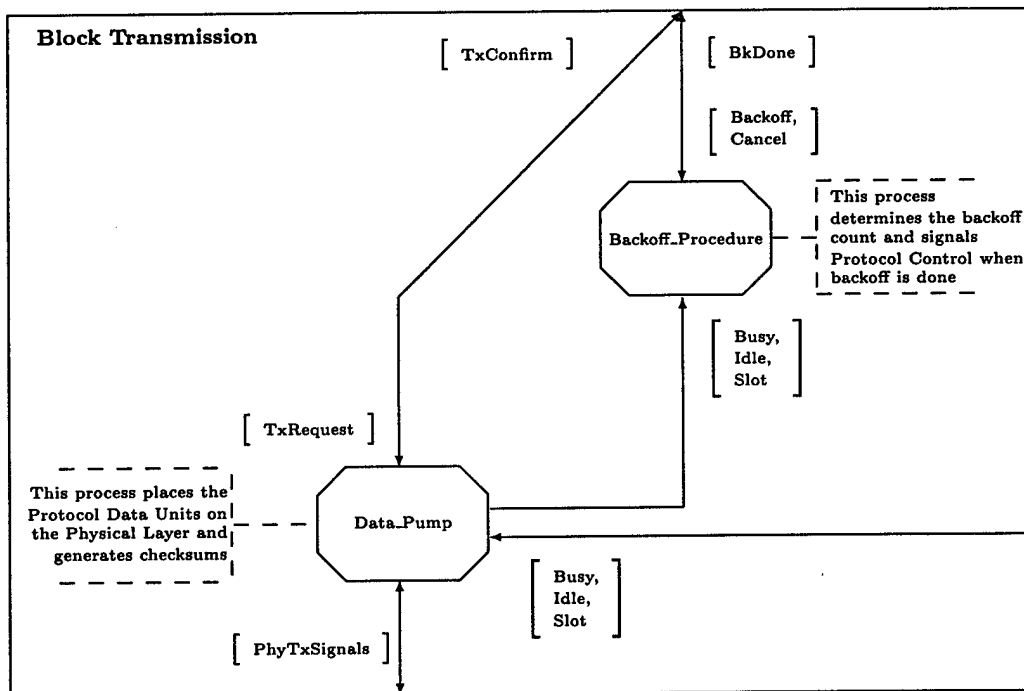 Block Transmission
[ TxConfirm ]
[ BkDone ]
[ Backoff,
Cancel ]
Backoff_Procedure
This process
determines the backoff
count and signals
Protocol Control when
backoff is done
[ Busy,
Idle,
Slot ]
[ TxRequest ]
This process places the
Protocol Data Units on
the Physical Layer and
generates checksums
Data_Pump
[ Busy,
Idle,
Slot ]
[ PhyTxSignals ]